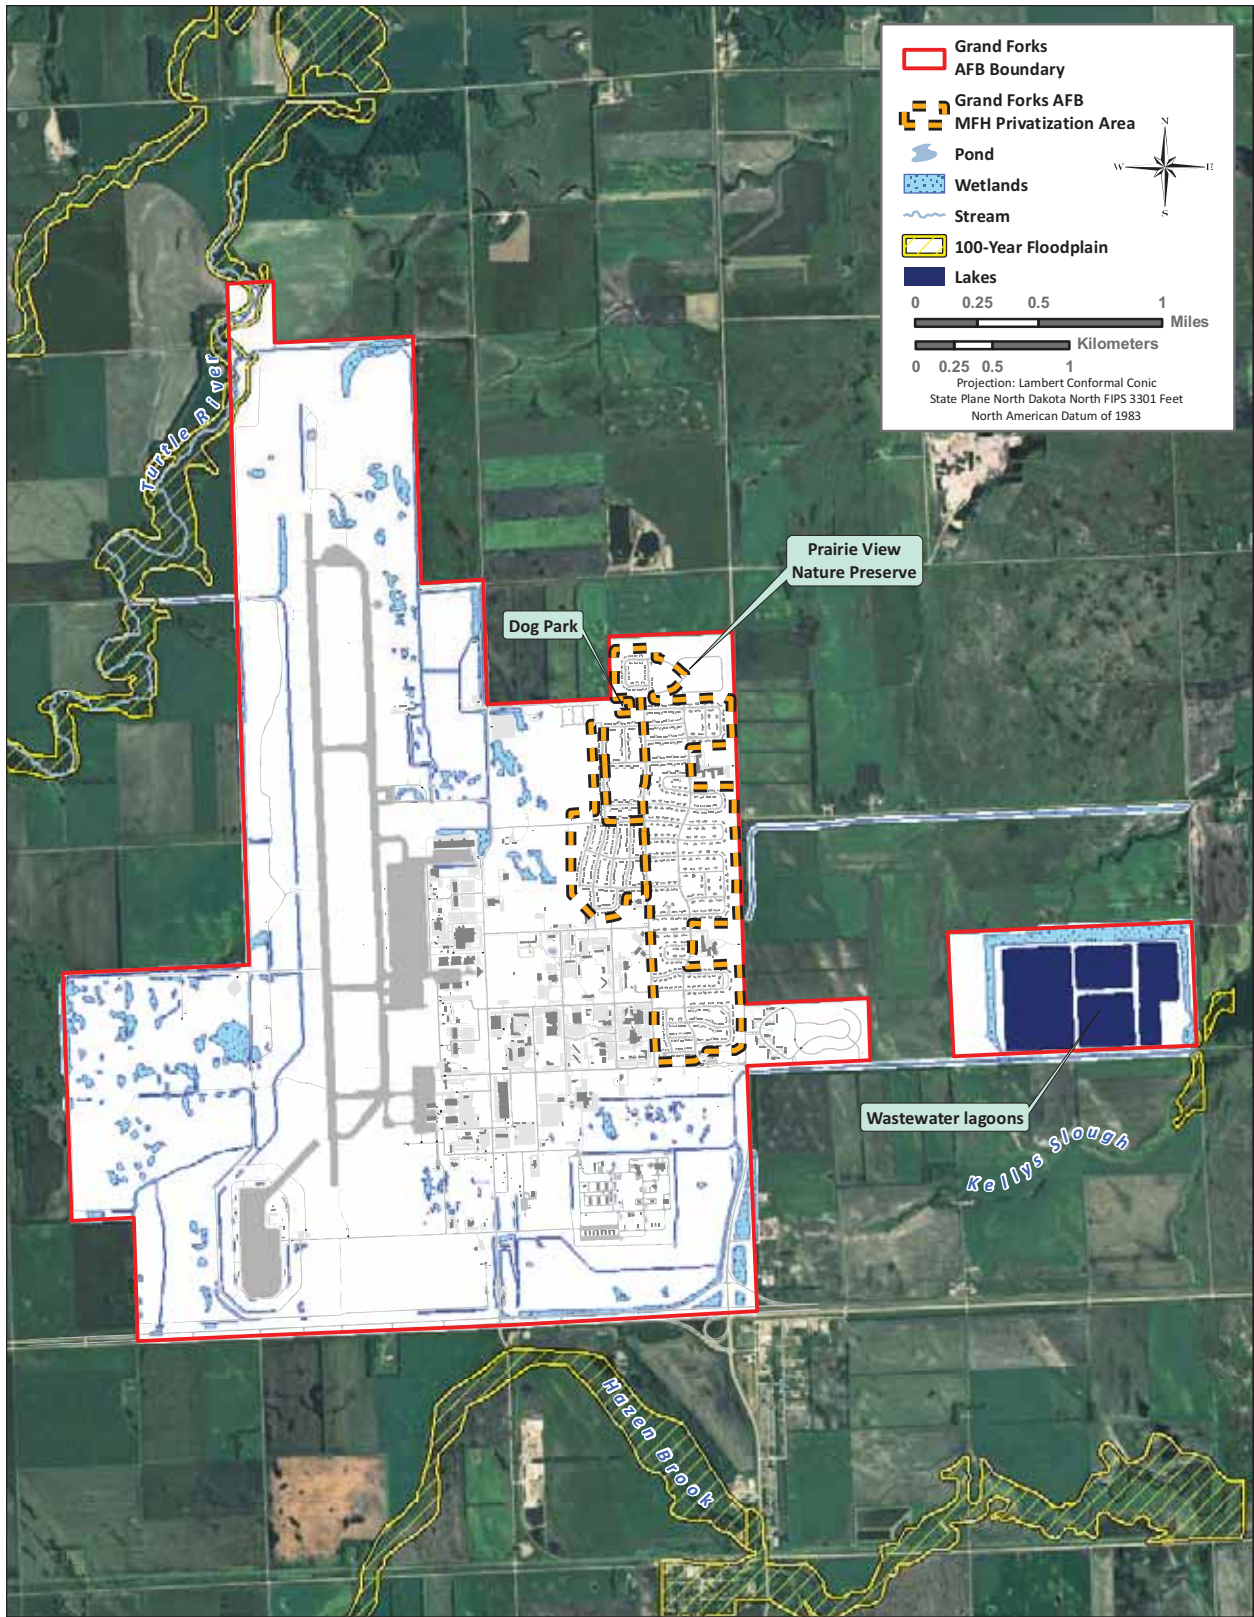 Grand Forks
AFB Boundary
Grand Forks AFB
MFH Privatization Area
Pond
Wetlands
Stream
100-Year Floodplain
Lakes
N
W E
S
0 0.25 0.5 1
Miles
Kilometers
0 0.25 0.5 1
Projection: Lambert Conformal Conic
State Plane North Dakota North FIPS 3301 Feet
North American Datum of 1983
Turtle River
Prairie View
Nature Preserve
Dog Park
Wastewater lagoons
Kellys Slough
Hazen Brook